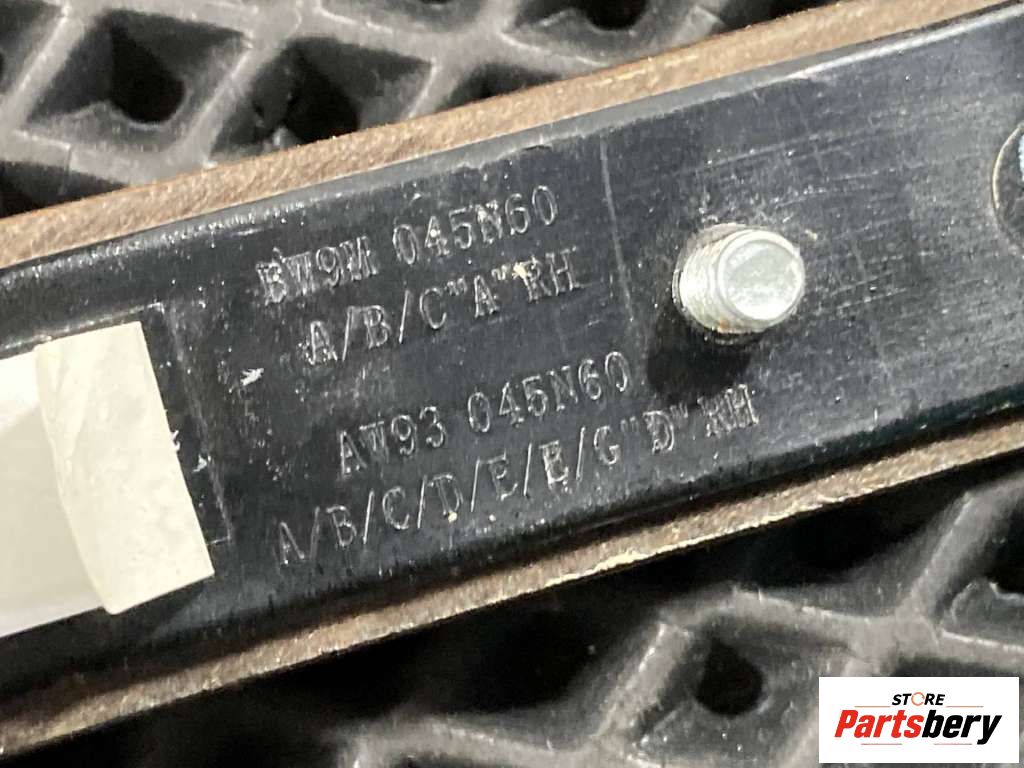 BW9M 045N60
A/B/C"A"RH
AW93 045N60
A/B/C/D/E/E/G"D"RH
STORE
Partsbery